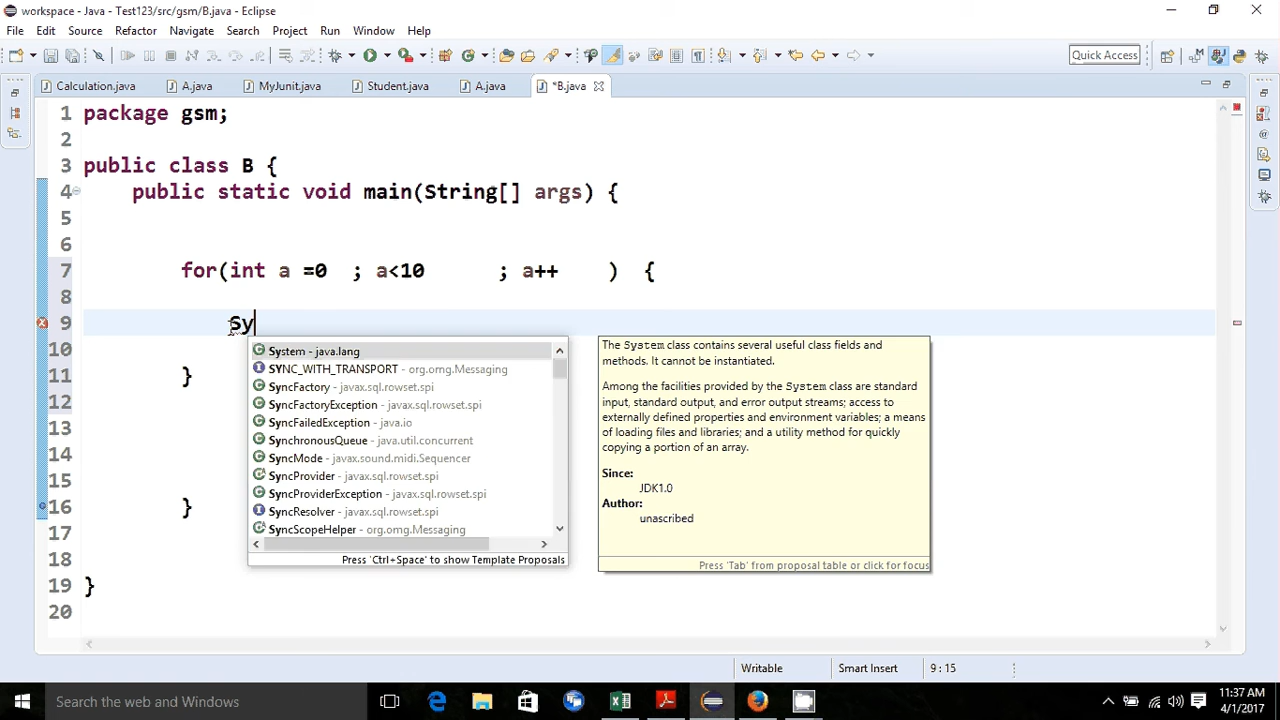 workspace - Java - Test123/src/gsm/B.java - Eclipse
File Edit Source Refactor Navigate Search Project Run Window Help
Quick Access
Calculation.java A.java MyJunit.java Student.java A.java *B.java
1 package gsm;
2
3 public class B {
4 public static void main(String[] args) {
5
6
7 for(int a =0 ; a<10 ; a++ ) {
8
9 Sy
10
11 }
12
13
14
15
16 }
17
18
19 }
20
System - java.lang
SYNC_WITH_TRANSPORT - org.omg.Messaging
SyncFactory - javax.sql.rowset.spi
SyncFactoryException - javax.sql.rowset.spi
SyncFailedException - java.io
SynchronousQueue - java.util.concurrent
SyncMode - javax.sound.midi.Sequencer
SyncProvider - javax.sql.rowset.spi
SyncProviderException - javax.sql.rowset.spi
SyncResolver - javax.sql.rowset.spi
SyncScopeHelper - org.omg.Messaging
Press 'Ctrl+Space' to show Template Proposals
The System class contains several useful class fields and
methods. It cannot be instantiated.
Among the facilities provided by the System class are standard
input, standard output, and error output streams; access to
externally defined properties and environment variables; a means
of loading files and libraries; and a utility method for quickly
copying a portion of an array.
Since:
JDK1.0
Author:
unascribed
Press 'Tab' from proposal table or click for focus
Writable Smart Insert 9 : 15
Search the web and Windows
11:37 AM
4/1/2017